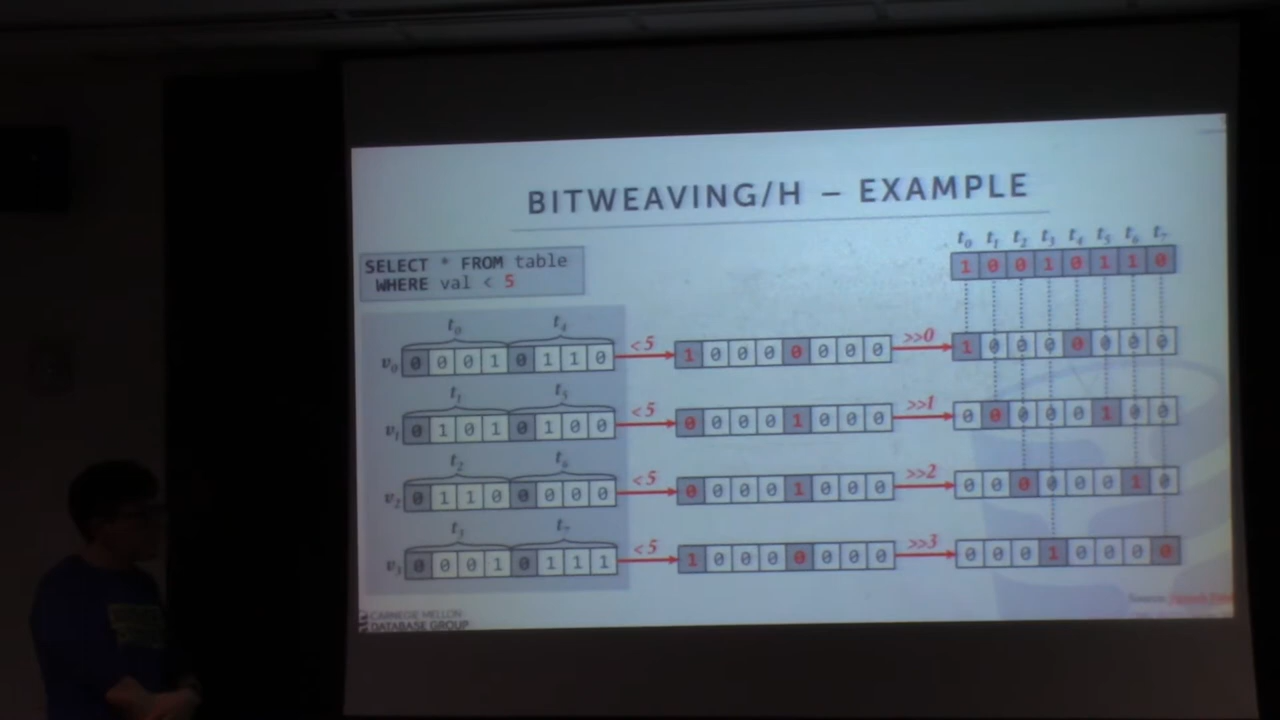 BITWEAVING/H – EXAMPLE
SELECT * FROM table
WHERE val < 5
t0 t1 t2 t3 t4 t5 t6 t7
1 0 0 1 0 1 1 0
t0 t4
v0 0 0 0 1 0 1 1 0 <5 1 0 0 0 0 0 0 0 >>0 1 0 0 0 0 0 0 0
t1 t5
v1 0 1 0 1 0 1 0 0 <5 0 0 0 0 1 0 0 0 >>1 0 0 0 0 0 1 0 0
t2 t6
v2 0 1 1 0 0 0 0 0 <5 0 0 0 0 1 0 0 0 >>2 0 0 0 0 0 0 1 0
t3 t7
v3 0 0 0 1 0 1 1 1 <5 1 0 0 0 0 0 0 0 >>3 0 0 0 1 0 0 0 0
Source:
CARNEGIE MELLON
DATABASE GROUP